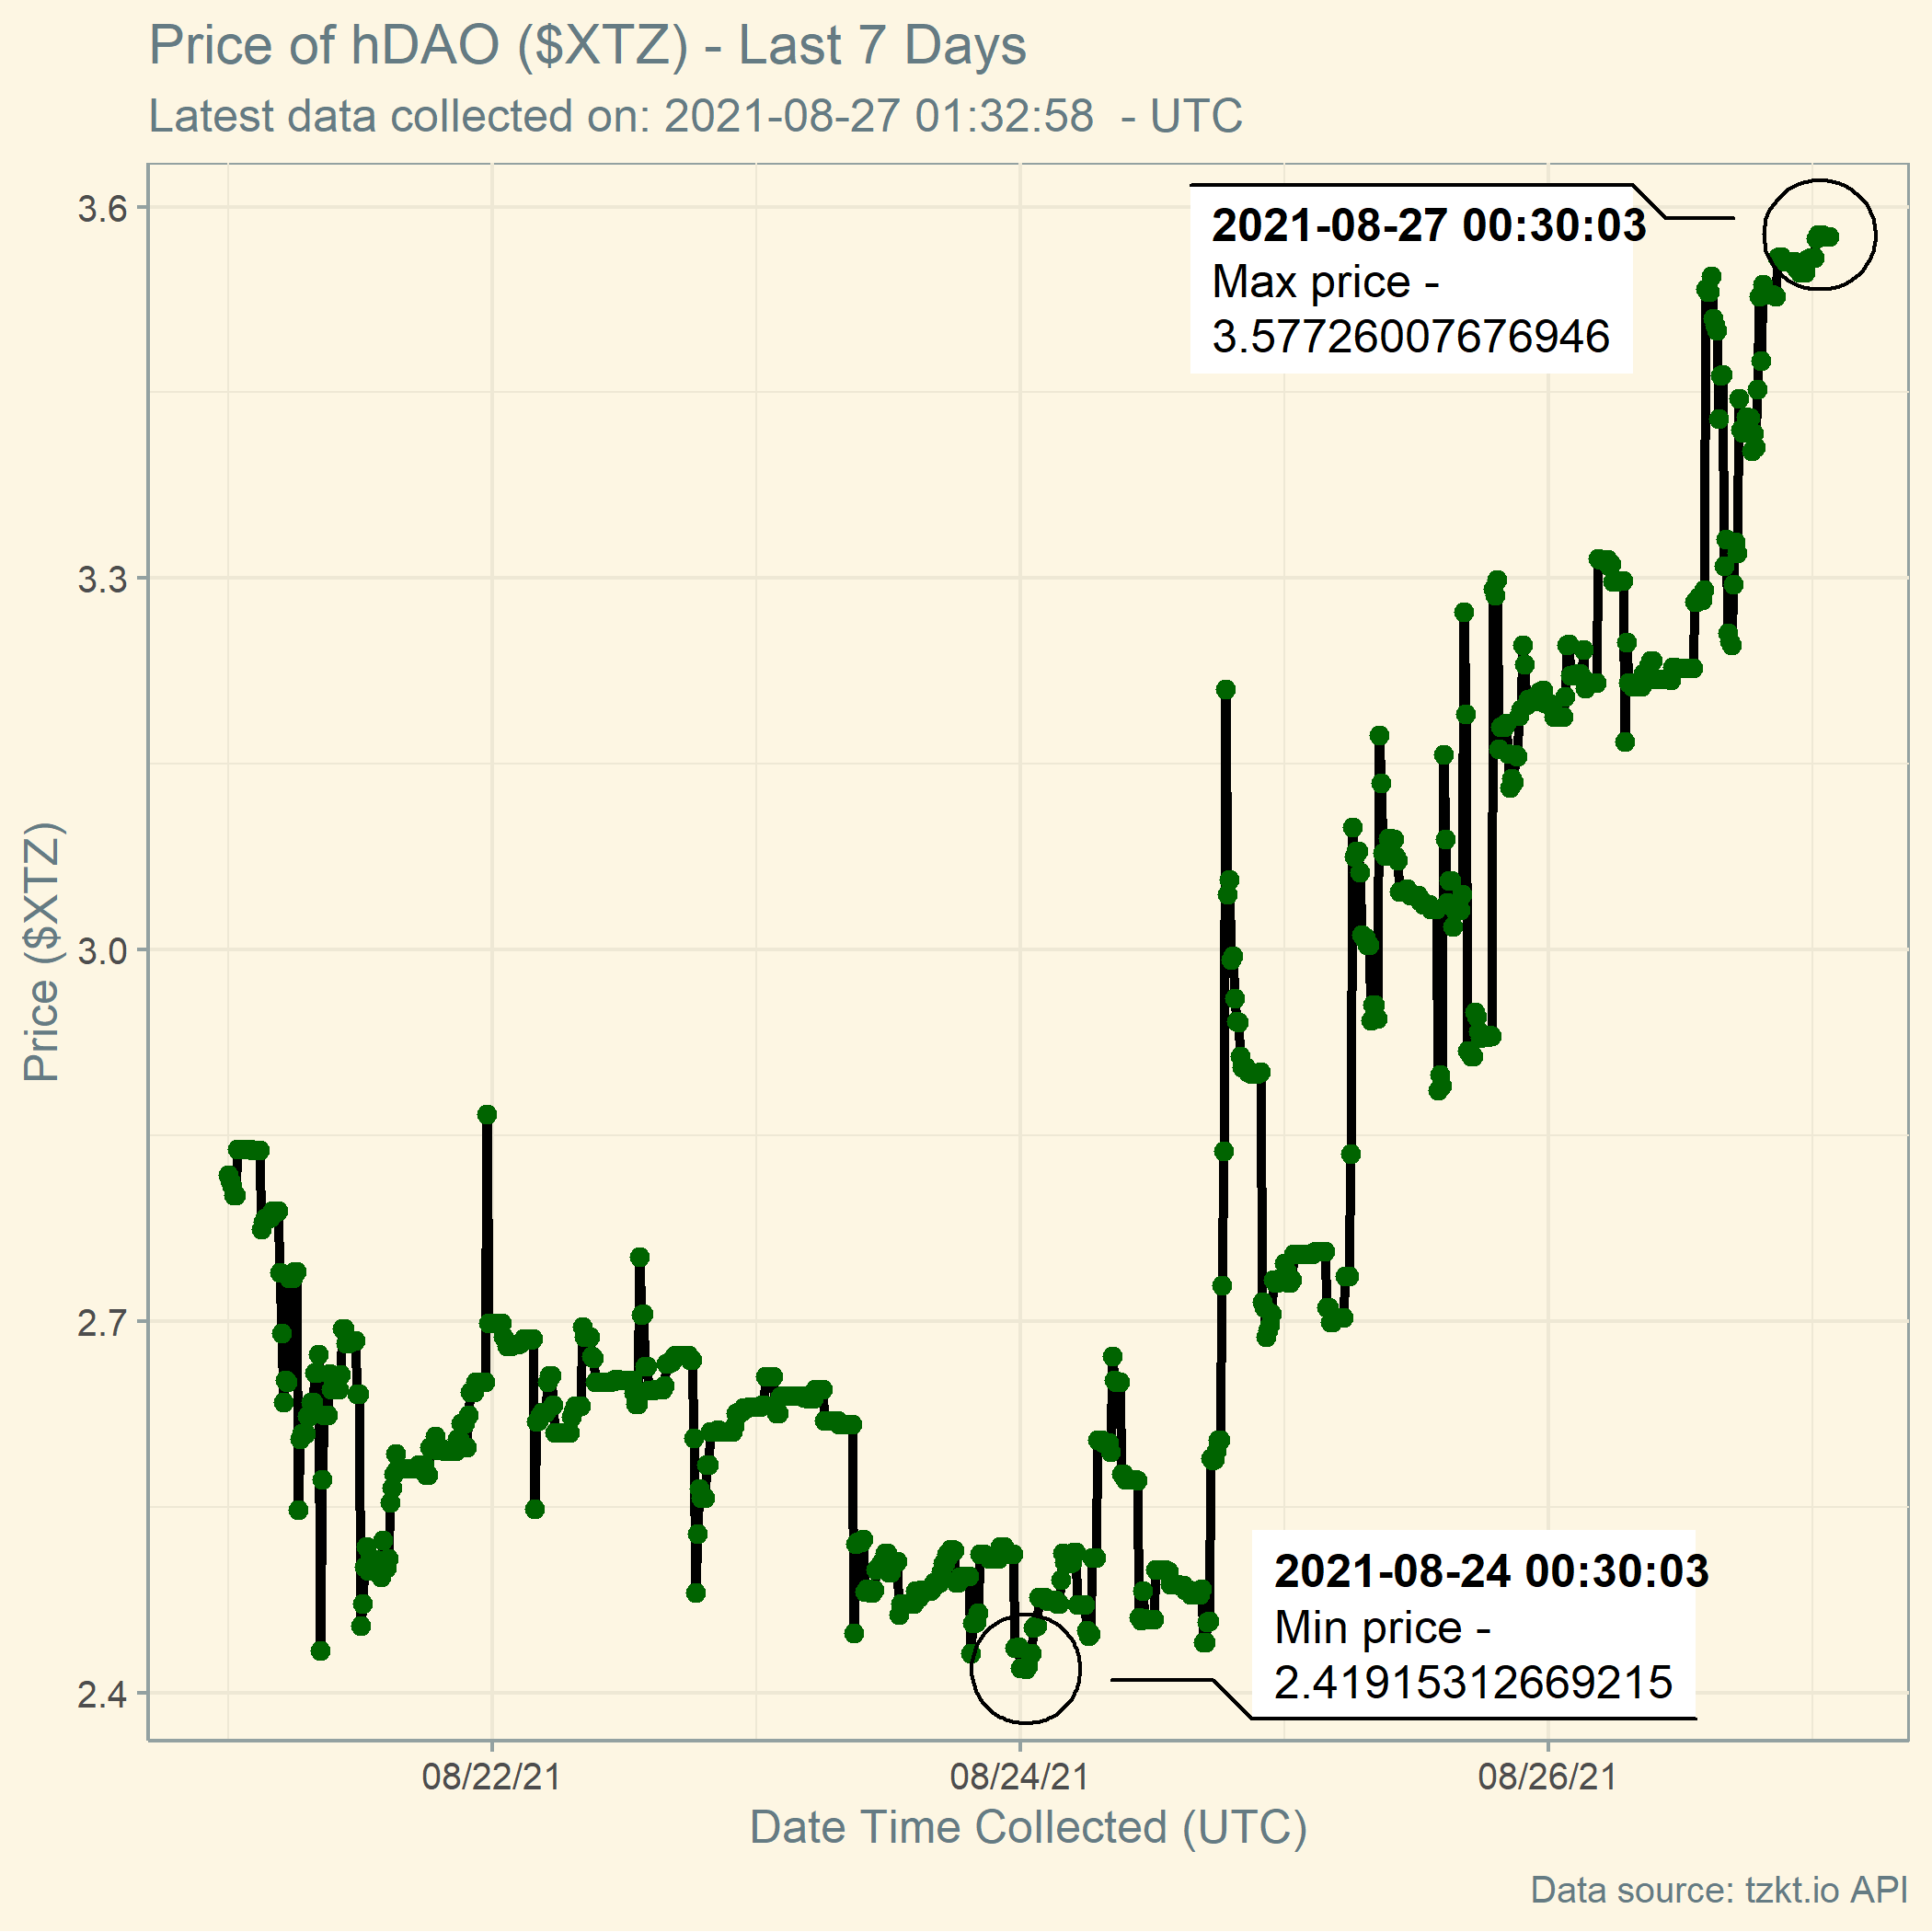 Price of hDAO ($XTZ) - Last 7 Days
Latest data collected on: 2021-08-27 01:32:58  - UTC
3.6
3.3
3.0
2.7
2.4
Price ($XTZ)
2021-08-27 00:30:03
Max price -
3.57726007676946
2021-08-24 00:30:03
Min price -
2.41915312669215
08/22/21
08/24/21
08/26/21
Date Time Collected (UTC)
Data source: tzkt.io API